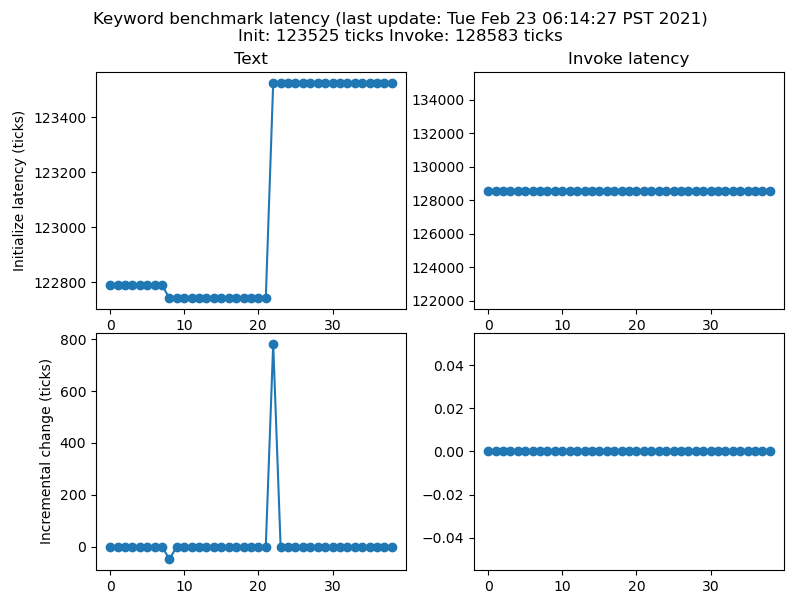 Keyword benchmark latency (last update: Tue Feb 23 06:14:27 PST 2021)
Init: 123525 ticks Invoke: 128583 ticks
Text
Initialize latency (ticks)
123400
123200
123000
122800
0 10 20 30
Invoke latency
134000
132000
130000
128000
126000
124000
122000
0 10 20 30
Incremental change (ticks)
800
600
400
200
0
0 10 20 30
0.04
0.02
0.00
−0.02
−0.04
0 10 20 30